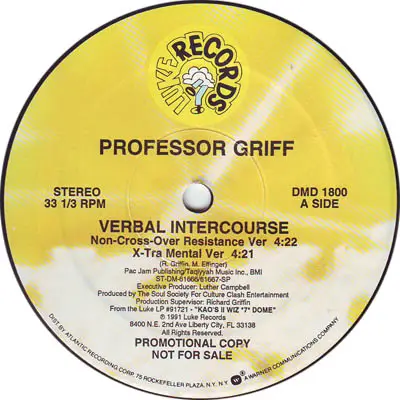 LUKE RECORDS
PROFESSOR GRIFF
STEREO
33 1/3 RPM
DMD 1800
A SIDE
VERBAL INTERCOURSE
Non-Cross-Over Resistance Ver 4:22
X-Tra Mental Ver 4:21
(R. Griffin, M. Effinger)
Pac Jam Publishing/Taqiyyah Music Inc., BMI
ST-DM-81666/81667-SP
Executive Producer: Luther Campbell
Produced by The Soul Society For Culture Clash Entertainment
Production Supervisor: Richard Griffin
From the Luke LP #91721 - "KAO'S II WIZ *7* DOME"
℗ 1991 Luke Records
8400 N.E. 2nd Ave Liberty City, FL 33138
All Rights Reserved.
PROMOTIONAL COPY
NOT FOR SALE
DIST. BY ATLANTIC RECORDING CORP 75 ROCKEFELLER PLAZA, N.Y. N.Y. W A WARNER COMMUNICATIONS COMPANY